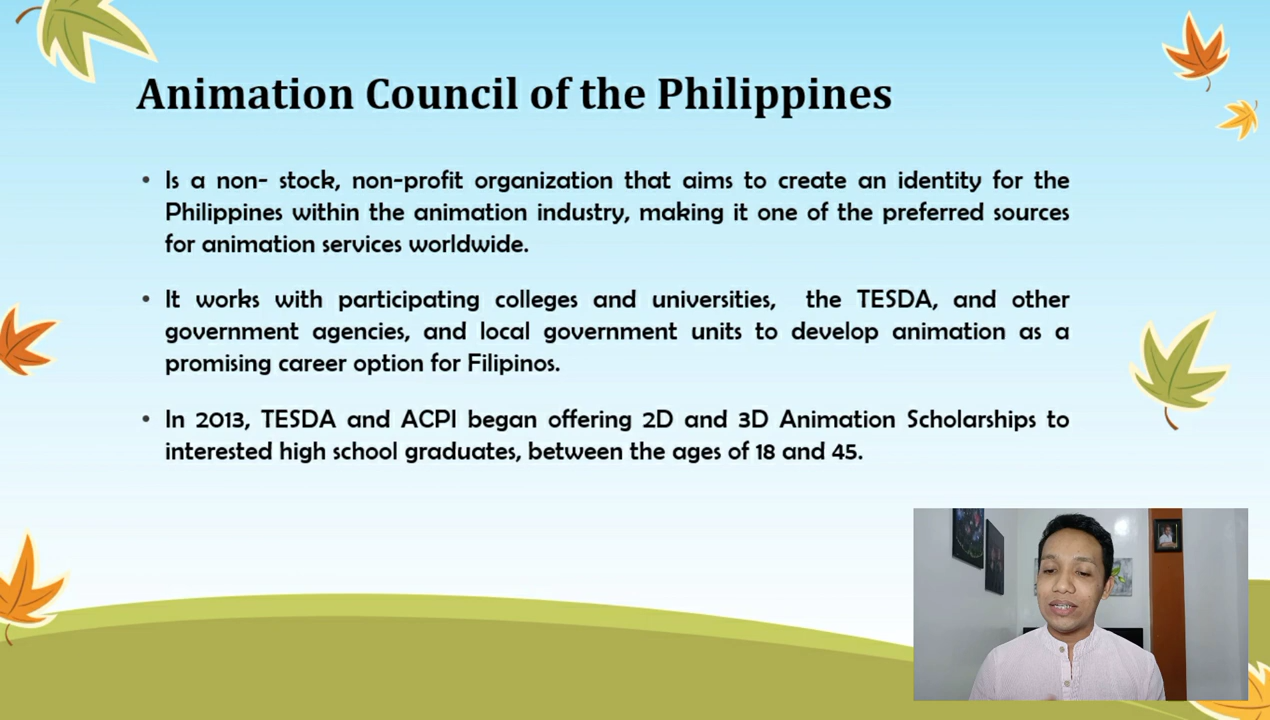 Animation Council of the Philippines
• Is a non- stock, non-profit organization that aims to create an identity for the
Philippines within the animation industry, making it one of the preferred sources
for animation services worldwide.
• It works with participating colleges and universities, the TESDA, and other
government agencies, and local government units to develop animation as a
promising career option for Filipinos.
• In 2013, TESDA and ACPI began offering 2D and 3D Animation Scholarships to
interested high school graduates, between the ages of 18 and 45.